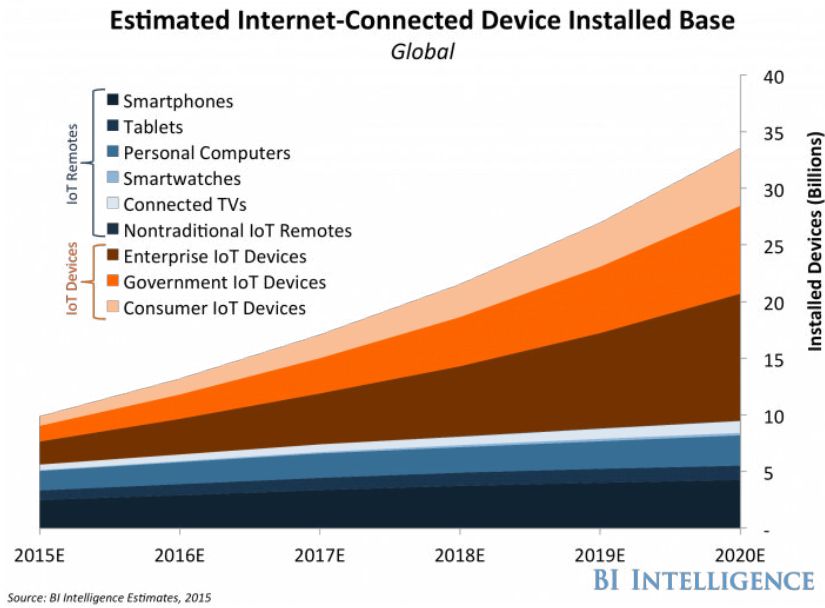 Estimated Internet-Connected Device Installed Base
Global
IoT Remotes
Smartphones
Tablets
Personal Computers
Smartwatches
Connected TVs
Nontraditional IoT Remotes
IoT Devices
Enterprise IoT Devices
Government IoT Devices
Consumer IoT Devices
40
35
30
25
20
15
10
5
-
Installed Devices (Billions)
2015E 2016E 2017E 2018E 2019E 2020E
BI INTELLIGENCE
Source: BI Intelligence Estimates, 2015